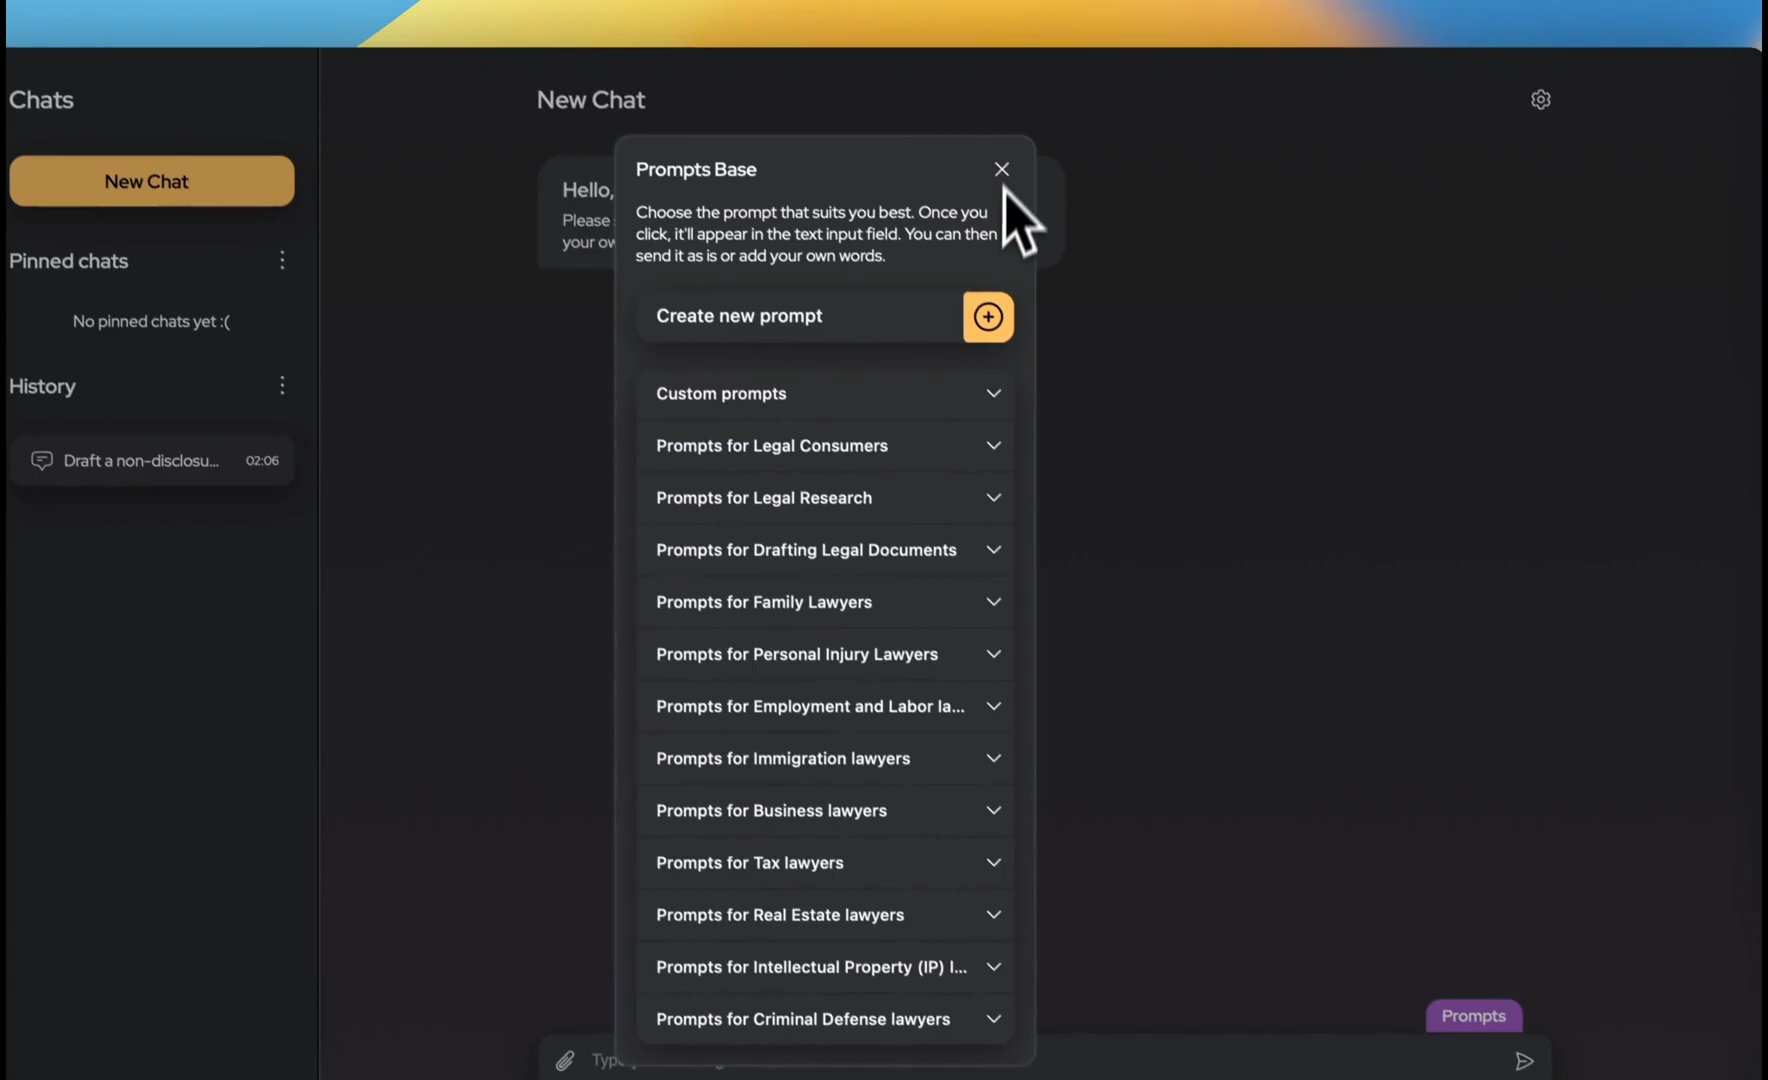 Chats
New Chat
Pinned chats
No pinned chats yet :(
History
Draft a non-disclosu... 02:06
New Chat
Hello,
Please
your
Prompts Base
Choose the prompt that suits you best. Once you
click, it'll appear in the text input field. You can then
send it as is or add your own words.
Create new prompt
Custom prompts
Prompts for Legal Consumers
Prompts for Legal Research
Prompts for Drafting Legal Documents
Prompts for Family Lawyers
Prompts for Personal Injury Lawyers
Prompts for Employment and Labor la...
Prompts for Immigration lawyers
Prompts for Business lawyers
Prompts for Tax lawyers
Prompts for Real Estate lawyers
Prompts for Intellectual Property (IP) l...
Prompts for Criminal Defense lawyers
Prompts